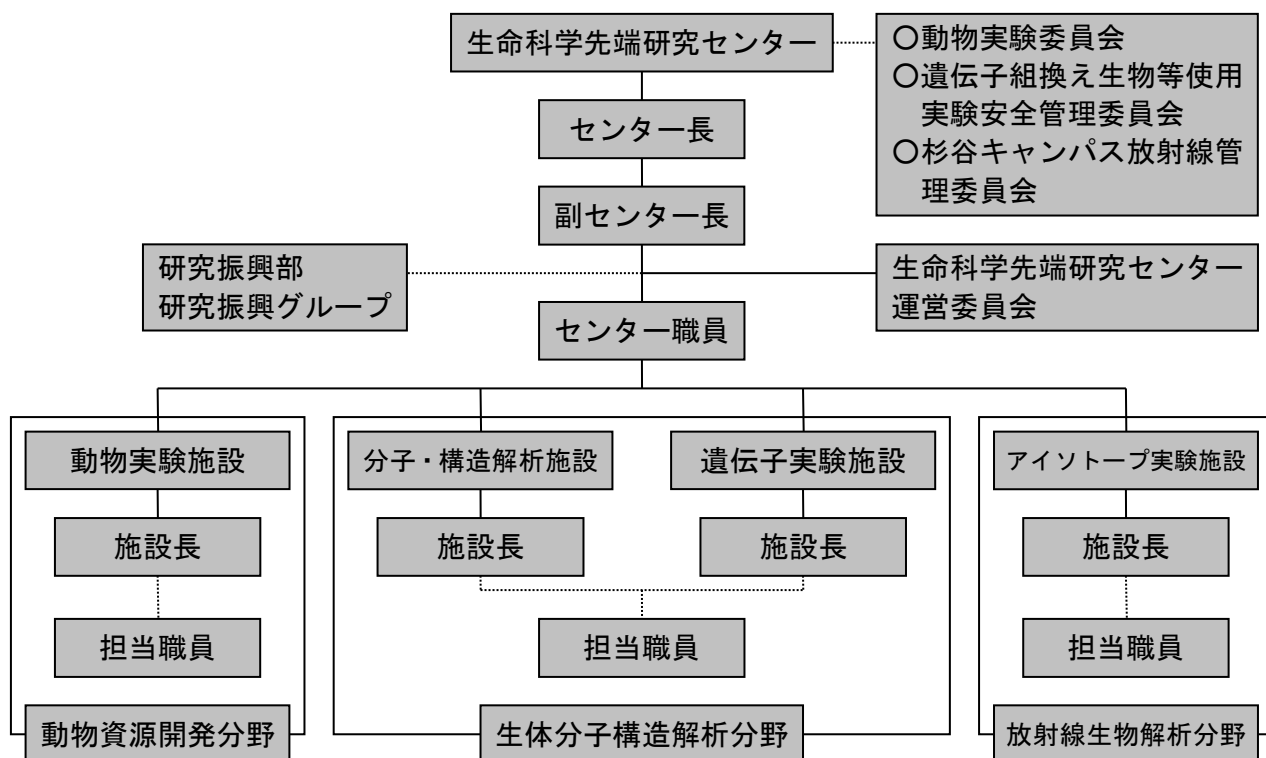 生命科学先端研究センター
〇動物実験委員会
〇遺伝子組換え生物等使用
実験安全管理委員会
〇杉谷キャンパス放射線管
理委員会
センター長
副センター長
研究振興部
研究振興グループ
生命科学先端研究センター
運営委員会
センター職員
動物実験施設
分子・構造解析施設
遺伝子実験施設
アイソトープ実験施設
施設長
施設長
施設長
施設長
担当職員
担当職員
担当職員
動物資源開発分野
生体分子構造解析分野
放射線生物解析分野